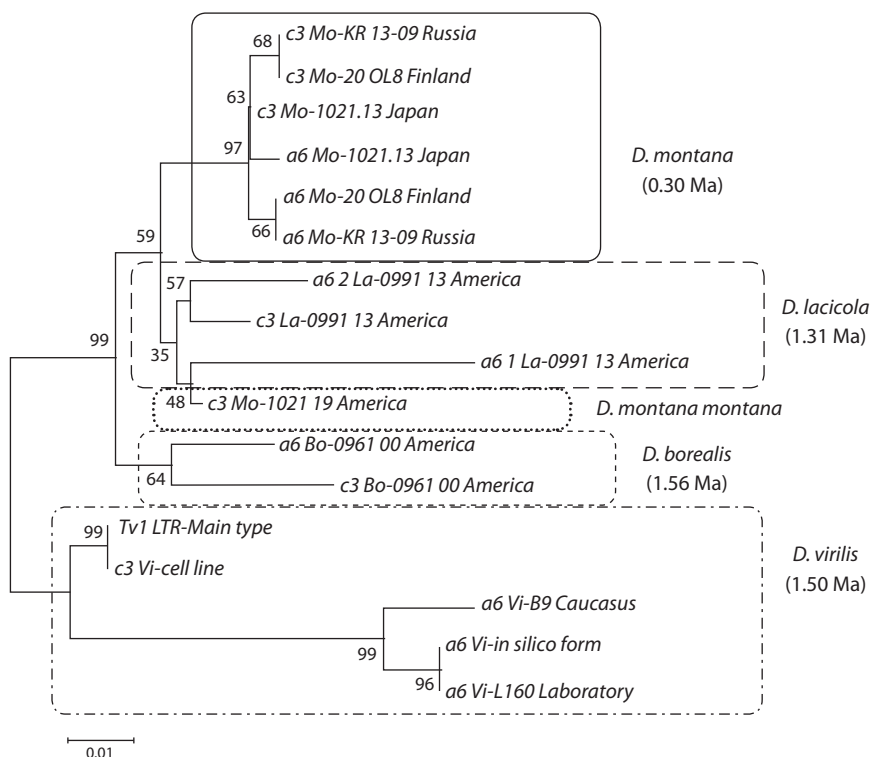 68
c3 Mo-KR 13-09 Russia
c3 Mo-20 OL8 Finland
63
c3 Mo-1021.13 Japan
97
a6 Mo-1021.13 Japan
a6 Mo-20 OL8 Finland
66
a6 Mo-KR 13-09 Russia
D. montana
(0.30 Ma)
59
57
a6 2 La-0991 13 America
c3 La-0991 13 America
35
a6 1 La-0991 13 America
D. lacicola
(1.31 Ma)
99
48
c3 Mo-1021 19 America
D. montana montana
a6 Bo-0961 00 America
64
c3 Bo-0961 00 America
D. borealis
(1.56 Ma)
99
Tv1 LTR-Main type
c3 Vi-cell line
D. virilis
(1.50 Ma)
a6 Vi-B9 Caucasus
99
a6 Vi-in silico form
96
a6 Vi-L160 Laboratory
0.01